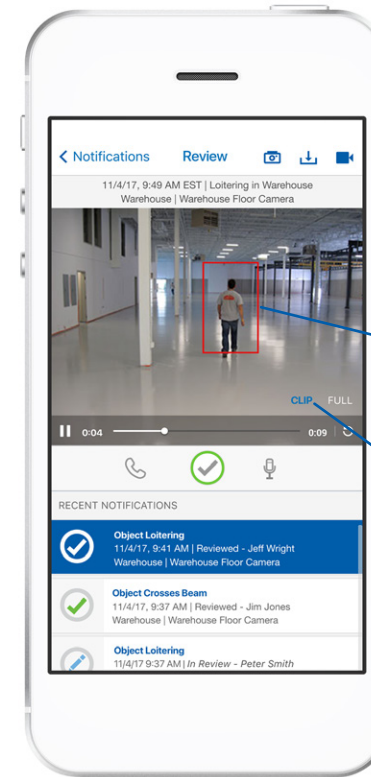 Notifications
Review
11/4/17, 9:49 AM EST | Loitering in Warehouse
Warehouse | Warehouse Floor Camera
CLIP
FULL
0:04
0:09
RECENT NOTIFICATIONS
Object Loitering
11/4/17, 9:41 AM | Reviewed - Jeff Wright
Warehouse | Warehouse Floor Camera
Object Crosses Beam
11/4/17, 9:37 AM | Reviewed - Jim Jones
Warehouse | Warehouse Floor Camera
Object Loitering
11/4/17 9:37 AM | In Review - Peter Smith